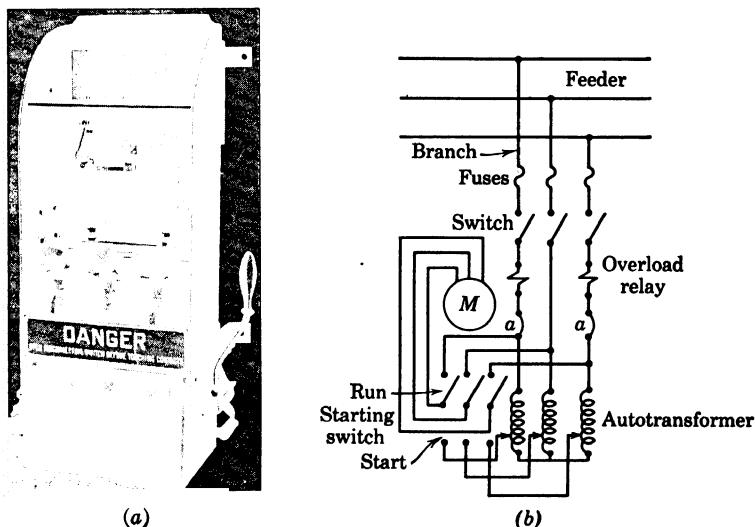 DANGER
(a)
Feeder
Branch
Fuses
Switch
Overload
relay
M
a
a
Run
Starting
switch
Start
Autotransformer
(b)